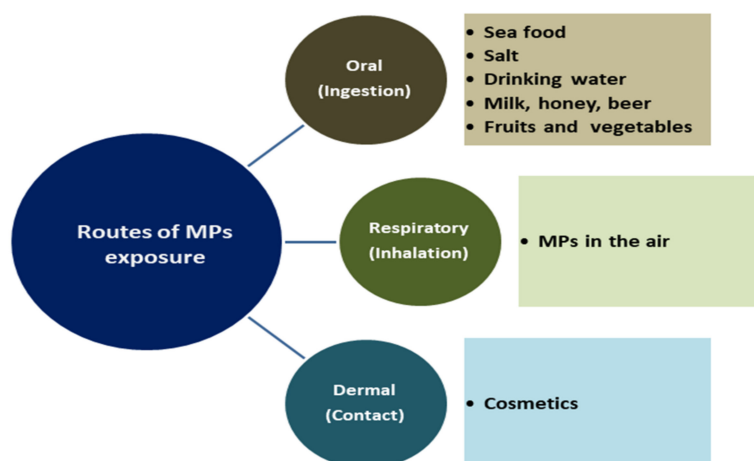 Routes of MPs
exposure
Oral
(Ingestion)
• Sea food
• Salt
• Drinking water
• Milk, honey, beer
• Fruits and vegetables
Respiratory
(Inhalation)
• MPs in the air
Dermal
(Contact)
• Cosmetics